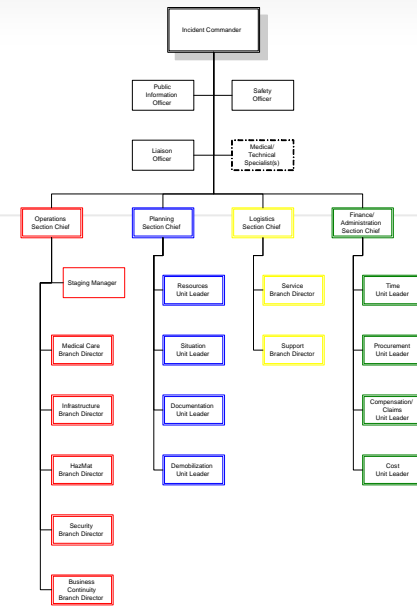 Incident Commander
Public
Information
Officer
Safety
Officer
Liaison
Officer
Medical/
Technical
Specialist(s)
Operations
Section Chief
Planning
Section Chief
Logistics
Section Chief
Finance/
Administration
Section Chief
Staging Manager
Resources
Unit Leader
Service
Branch Director
Time
Unit Leader
Medical Care
Branch Director
Situation
Unit Leader
Support
Branch Director
Procurement
Unit Leader
Infrastructure
Branch Director
Documentation
Unit Leader
Compensation/
Claims
Unit Leader
HazMat
Branch Director
Demobilization
Unit Leader
Cost
Unit Leader
Security
Branch Director
Business
Continuity
Branch Director